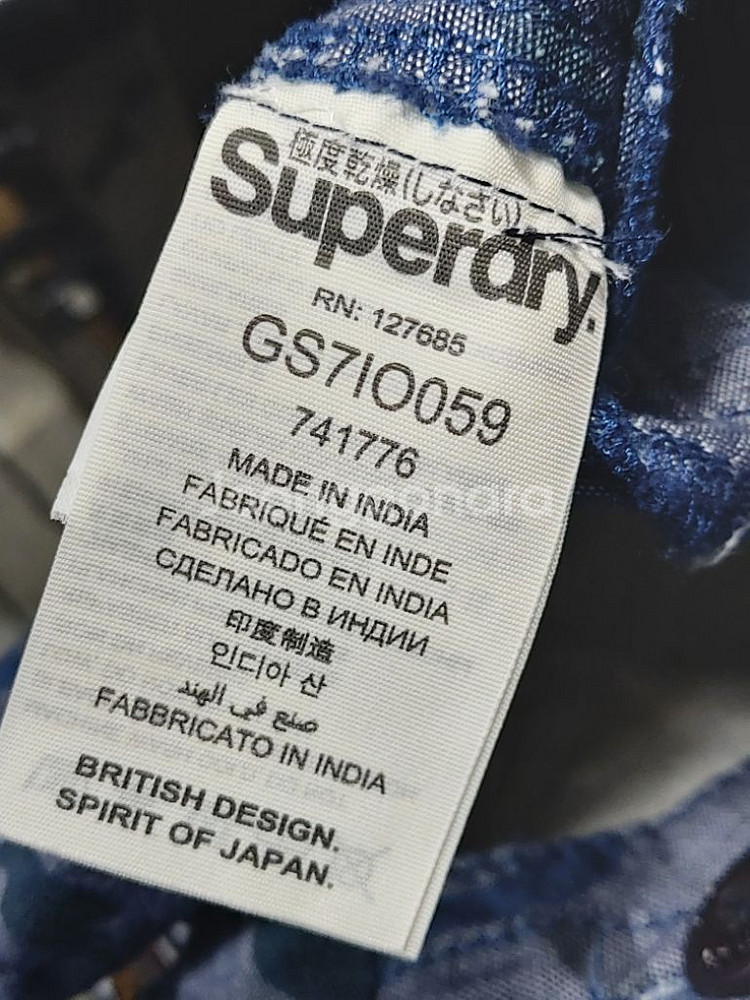 極度乾燥(しなさい)
Superdry.
RN: 127685
GS7IO059
741776
MADE IN INDIA
FABRIQUÉ EN INDE
FABRICADO EN INDIA
СДЕЛАНО В ИНДИИ
印度制造
인디아 산
صنع في الهند
FABBRICATO IN INDIA
BRITISH DESIGN.
SPIRIT OF JAPAN.